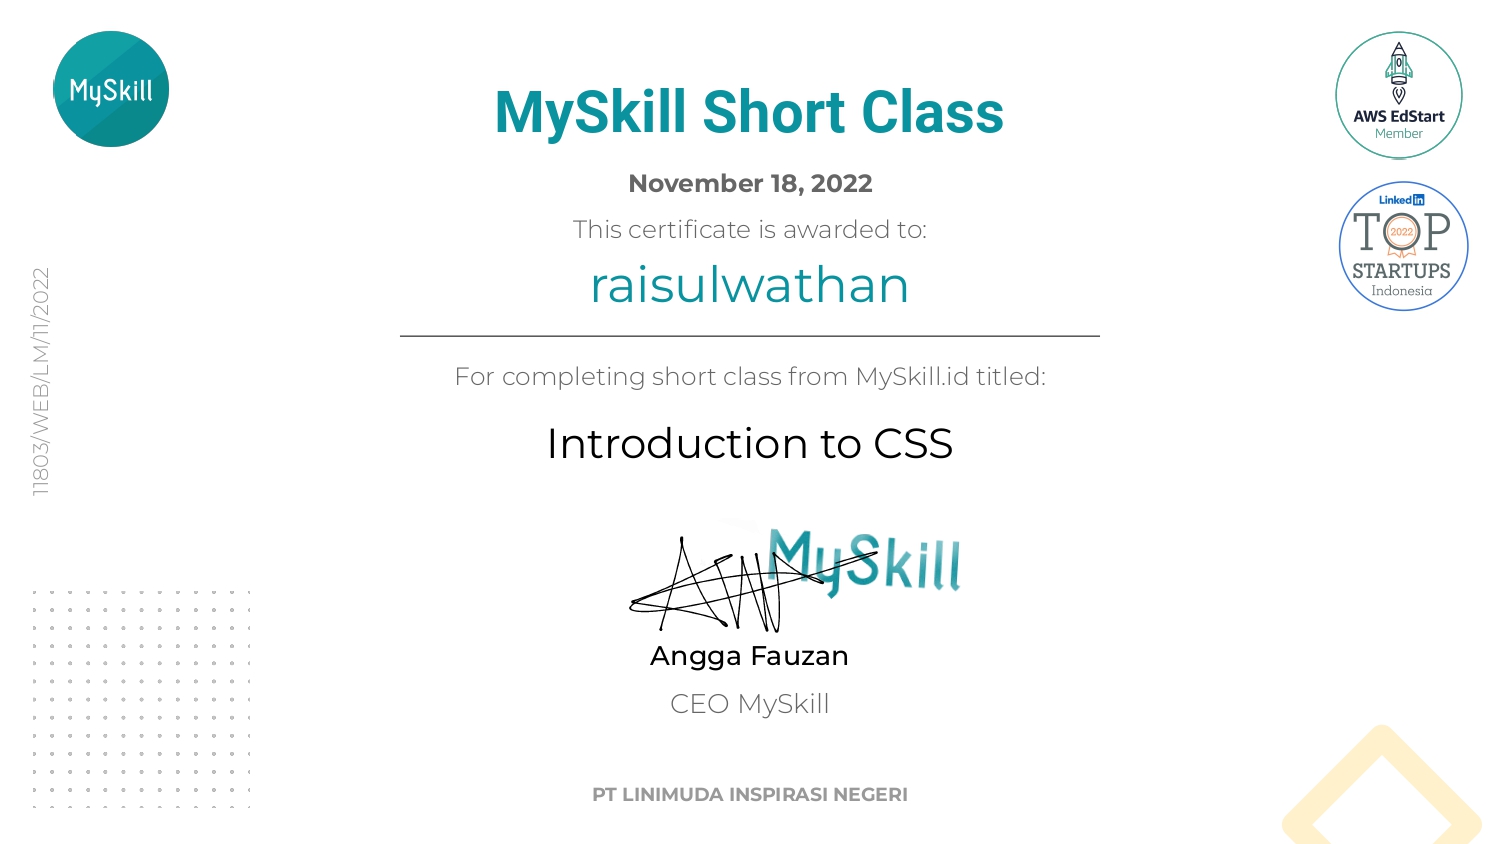 MySkill
MySkill Short Class
AWS EdStart
Member
November 18, 2022
This certificate is awarded to:
raisulwathan
LinkedIn
TOP
2022
STARTUPS
Indonesia
11803/WEB/LM/11/2022
For completing short class from MySkill.id titled:
Introduction to CSS
MySkill
Angga Fauzan
CEO MySkill
PT LINIMUDA INSPIRASI NEGERI